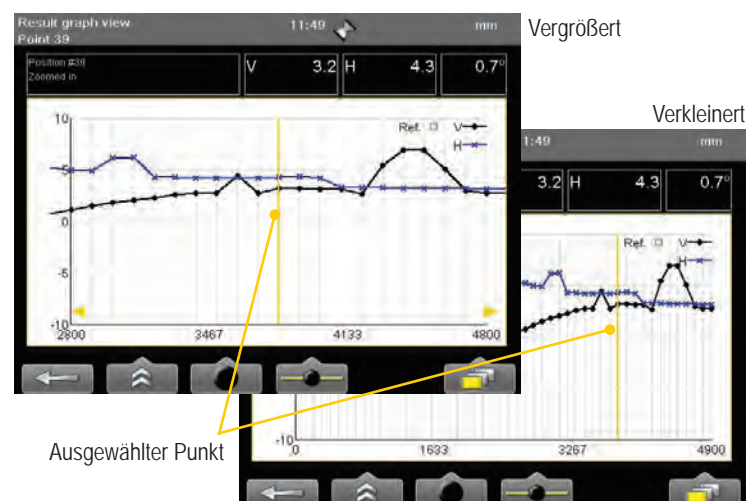 Result graph view 11:49 mm
Point 39
Vergrößert
Position #39
Zoomed in
V 3.2 H 4.3 0.7°
10
5
0
-5
-10
Ref. V
H
2800 3467 4133 4800
Verkleinert
1:49 mm
3.2 H 4.3 0.7°
Ref. V
H
-10
0 1633 3267 4900
Ausgewählter Punkt